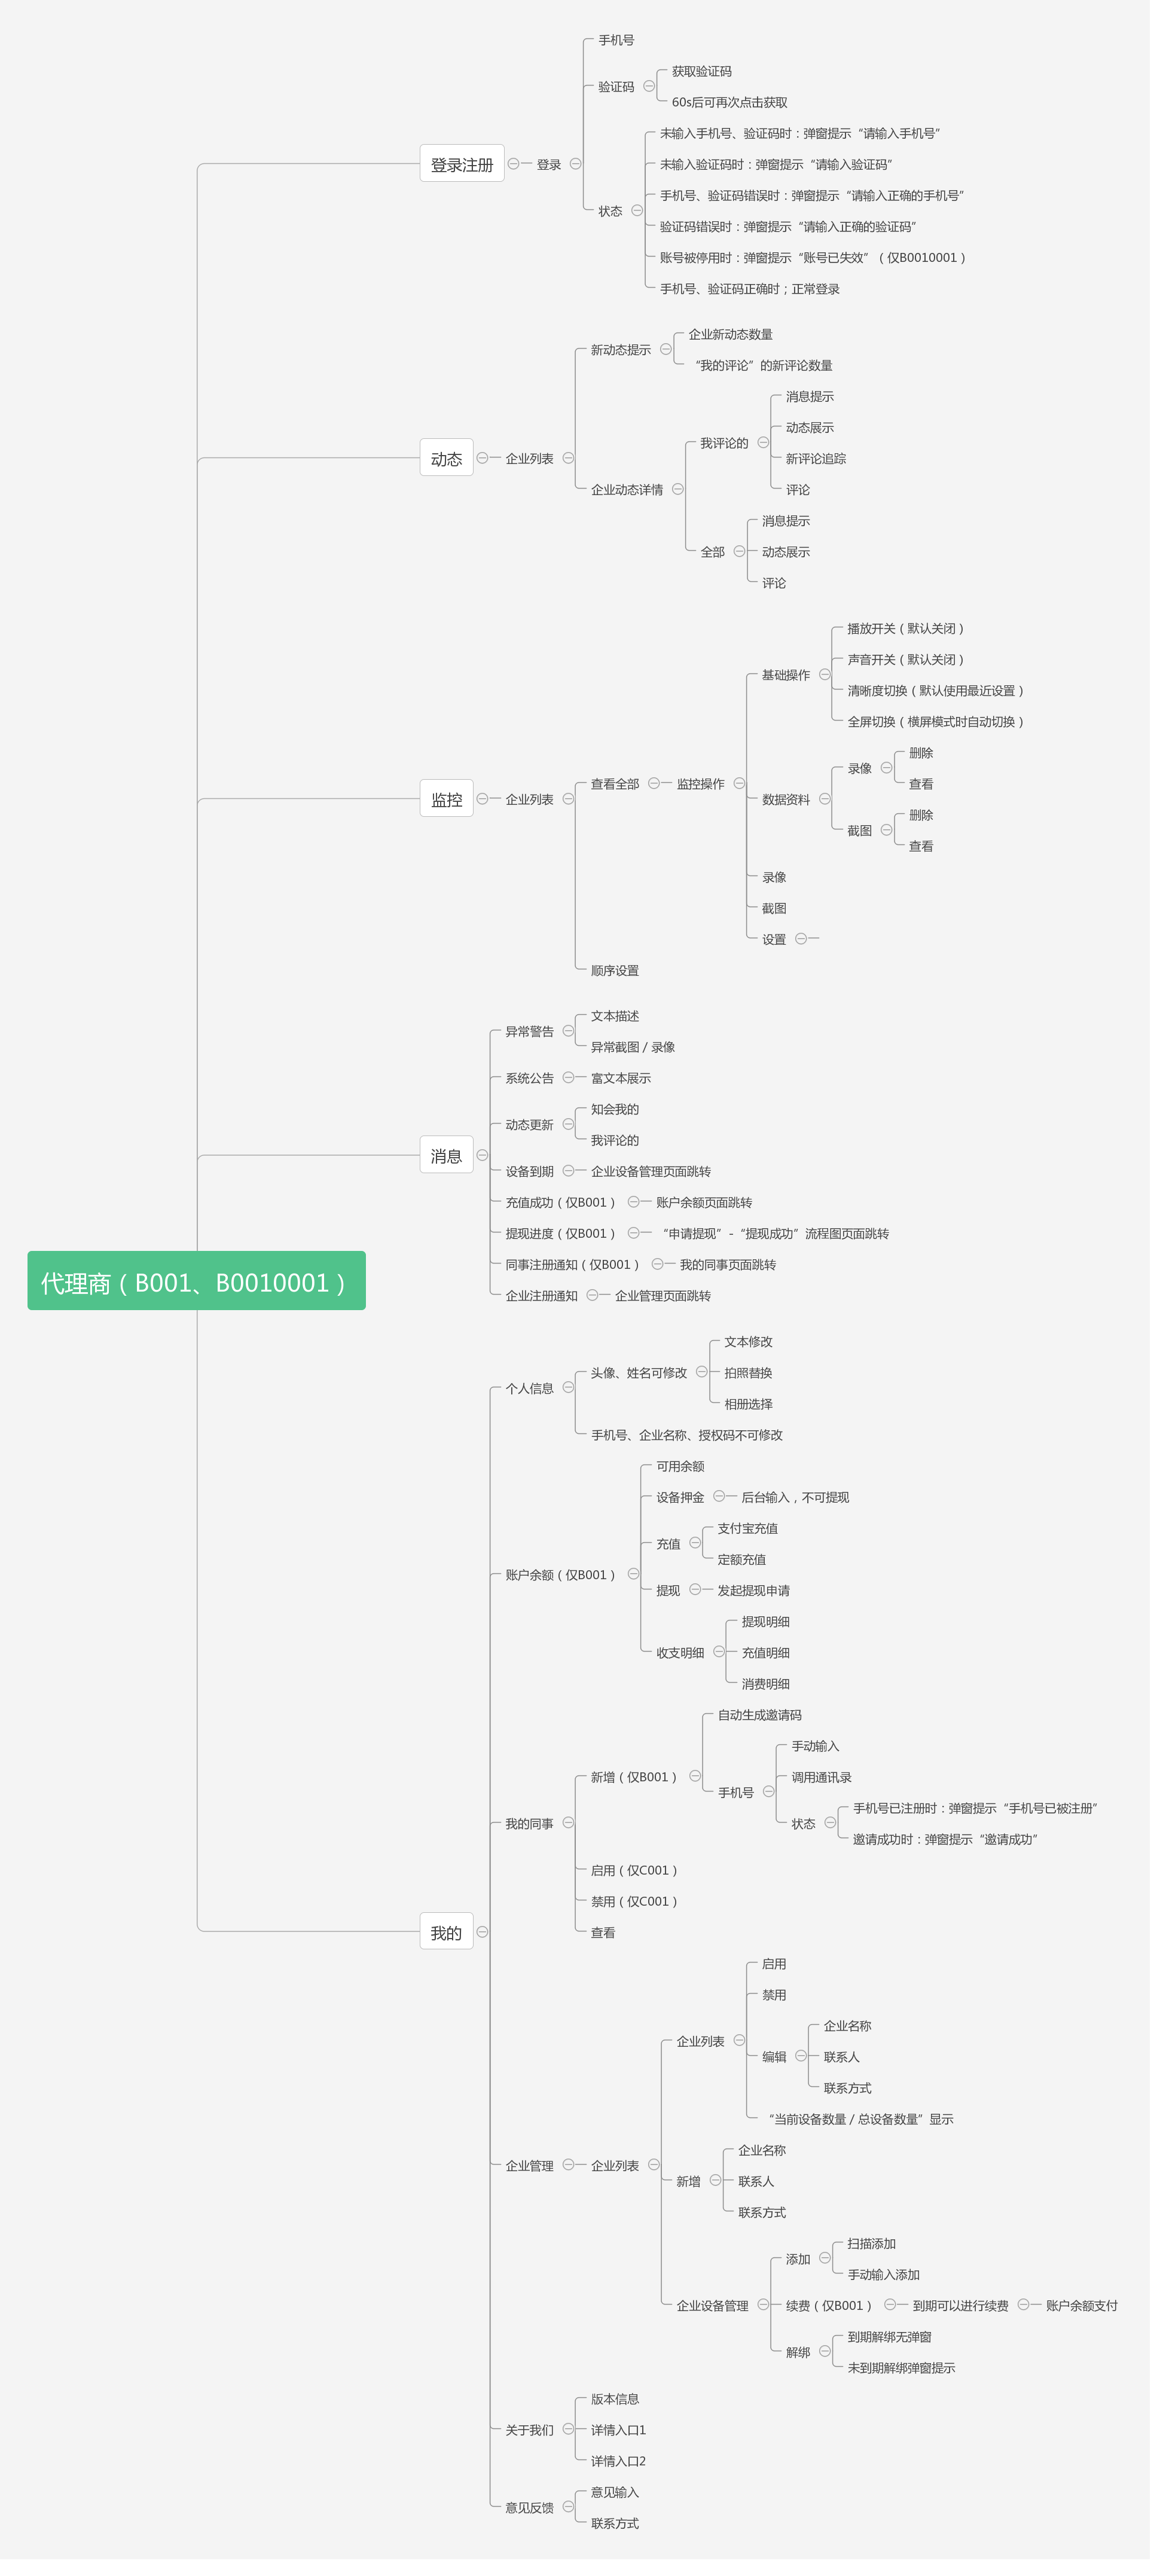 手机号
获取验证码
验证码
60s后可再次点击获取
未输入手机号、验证码时：弹窗提示“请输入手机号”
登录注册
登录
未输入验证码时：弹窗提示“请输入验证码”
手机号、验证码错误时：弹窗提示“请输入正确的手机号”
状态
验证码错误时：弹窗提示“请输入正确的验证码”
账号被停用时：弹窗提示“账号已失效”（仅B0010001）
手机号、验证码正确时；正常登录
企业新动态数量
新动态提示
“我的评论”的新评论数量
消息提示
动态展示
我评论的
动态
企业列表
新评论追踪
企业动态详情
评论
消息提示
全部
动态展示
评论
播放开关（默认关闭）
声音开关（默认关闭）
基础操作
清晰度切换（默认使用最近设置）
全屏切换（横屏模式时自动切换）
删除
录像
查看全部
监控操作
查看
监控
企业列表
数据资料
删除
截图
查看
录像
截图
设置
顺序设置
文本描述
异常警告
异常截图 / 录像
系统公告
富文本展示
知会我的
动态更新
我评论的
消息
设备到期
企业设备管理页面跳转
充值成功（仅B001）
账户余额页面跳转
提现进度（仅B001）
“申请提现”-“提现成功”流程图页面跳转
同事注册通知（仅B001）
我的同事页面跳转
代理商（B001、B0010001）
企业注册通知
企业管理页面跳转
文本修改
头像、姓名可修改
拍照替换
个人信息
相册选择
手机号、企业名称、授权码不可修改
可用余额
设备押金
后台输入，不可提现
支付宝充值
充值
定额充值
账户余额（仅B001）
提现
发起提现申请
提现明细
收支明细
充值明细
消费明细
自动生成邀请码
手动输入
新增（仅B001）
调用通讯录
手机号
手机号已注册时：弹窗提示“手机号已被注册”
我的同事
状态
邀请成功时：弹窗提示“邀请成功”
启用（仅C001）
禁用（仅C001）
我的
查看
启用
禁用
企业名称
企业列表
编辑
联系人
联系方式
“当前设备数量 / 总设备数量”显示
企业名称
企业管理
企业列表
新增
联系人
联系方式
扫描添加
添加
手动输入添加
企业设备管理
续费（仅B001）
到期可以进行续费
账户余额支付
到期解绑无弹窗
解绑
未到期解绑弹窗提示
版本信息
关于我们
详情入口1
详情入口2
意见输入
意见反馈
联系方式